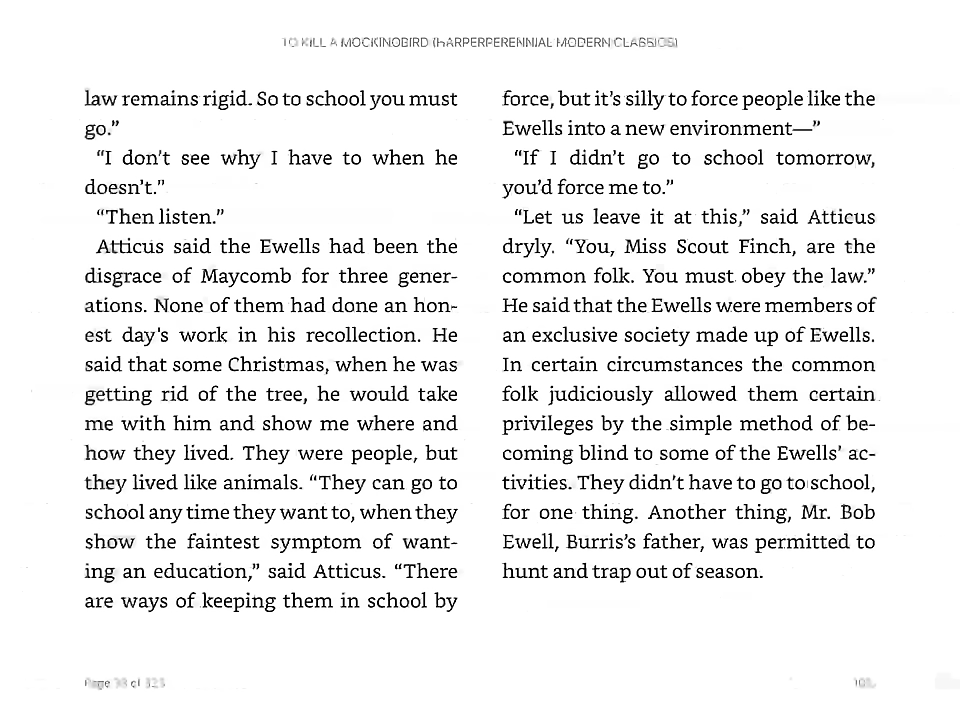 TO KILL A MOCKINGBIRD (HARPERPERENNIAL MODERN CLASSICS)
law remains rigid. So to school you must
go.”
“I don’t see why I have to when he
doesn’t.”
“Then listen.”
Atticus said the Ewells had been the
disgrace of Maycomb for three gener-
ations. None of them had done an hon-
est day’s work in his recollection. He
said that some Christmas, when he was
getting rid of the tree, he would take
me with him and show me where and
how they lived. They were people, but
they lived like animals. “They can go to
school any time they want to, when they
show the faintest symptom of want-
ing an education,” said Atticus. “There
are ways of keeping them in school by
force, but it’s silly to force people like the
Ewells into a new environment—”
“If I didn’t go to school tomorrow,
you’d force me to.”
“Let us leave it at this,” said Atticus
dryly. “You, Miss Scout Finch, are the
common folk. You must obey the law.”
He said that the Ewells were members of
an exclusive society made up of Ewells.
In certain circumstances the common
folk judiciously allowed them certain
privileges by the simple method of be-
coming blind to some of the Ewells’ ac-
tivities. They didn’t have to go to school,
for one thing. Another thing, Mr. Bob
Ewell, Burris’s father, was permitted to
hunt and trap out of season.
Page of